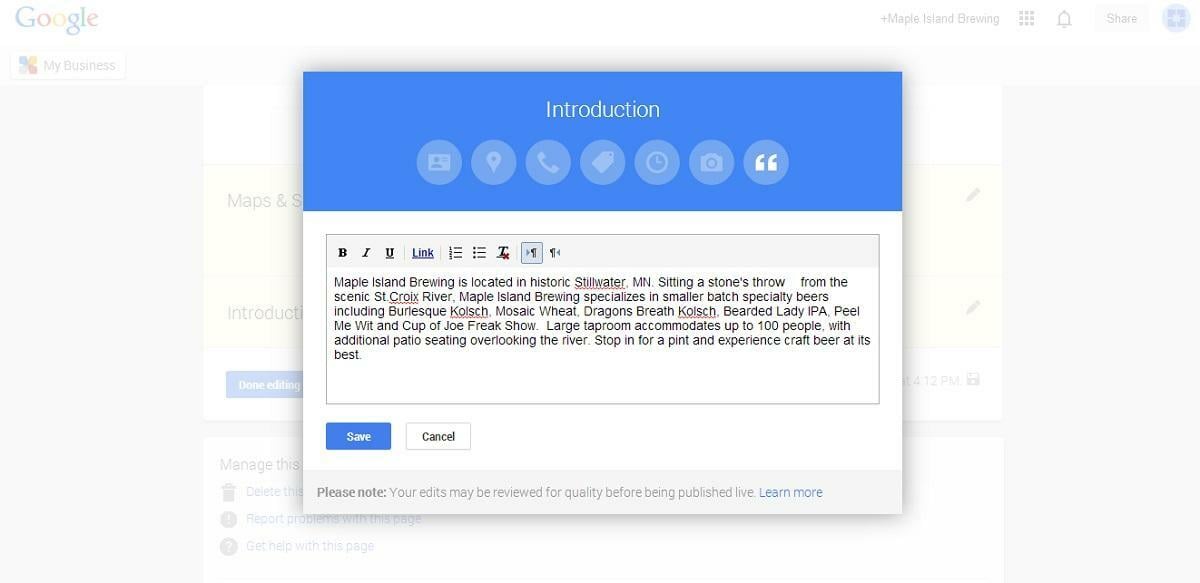 Google
+Maple Island Brewing
Share
My Business
Introduction
Maps & S
B I U Link
Maple Island Brewing is located in historic Stillwater, MN. Sitting a stone's throw from the
scenic St.Croix River, Maple Island Brewing specializes in smaller batch specialty beers
including Burlesque Kolsch, Mosaic Wheat, Dragons Breath Kolsch, Bearded Lady IPA, Peel
Me Wit and Cup of Joe Freak Show. Large taproom accommodates up to 100 people, with
additional patio seating overlooking the river. Stop in for a pint and experience craft beer at its
best.
Introducti
Done editing
at 4:12 PM.
Save
Cancel
Manage this
Delete this
Please note: Your edits may be reviewed for quality before being published live. Learn more
Report problems with this page
Get help with this page